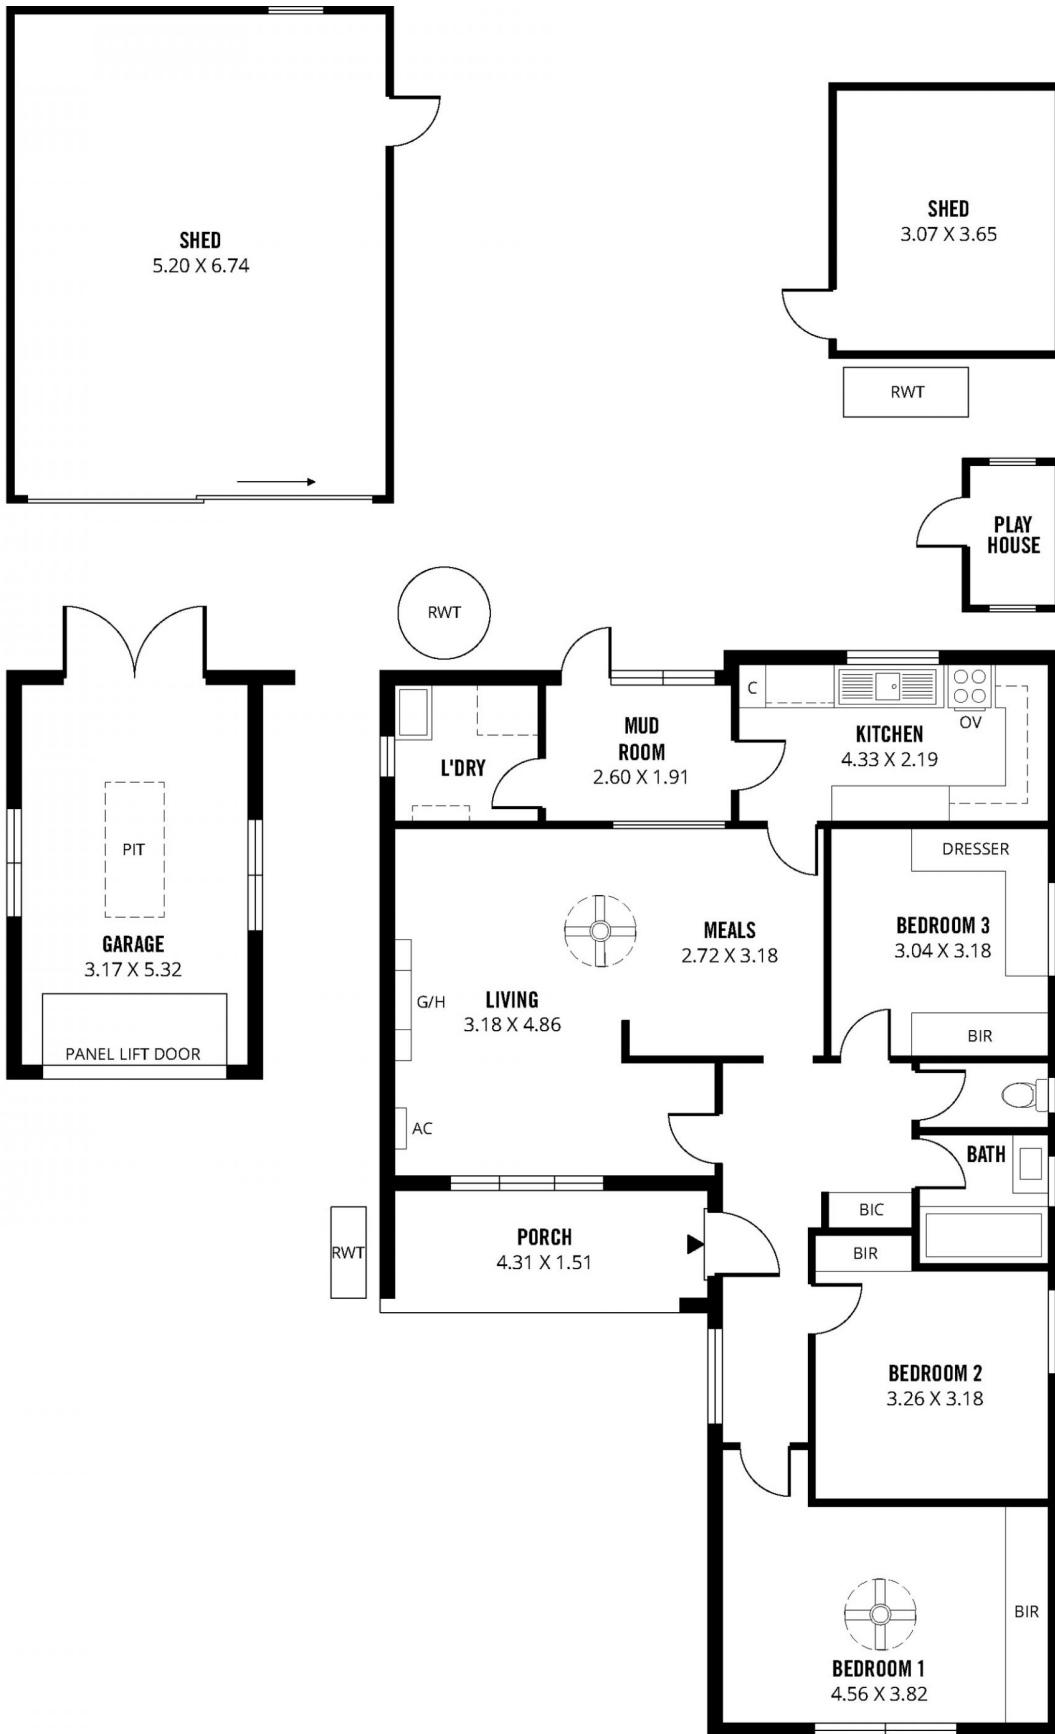 SHED
5.20 X 6.74
SHED
3.07 X 3.65
RWT
PLAY
HOUSE
RWT
C
OV
KITCHEN
4.33 X 2.19
MUD
ROOM
2.60 X 1.91
L'DRY
PIT
GARAGE
3.17 X 5.32
PANEL LIFT DOOR
DRESSER
BEDROOM 3
3.04 X 3.18
BIR
MEALS
2.72 X 3.18
LIVING
3.18 X 4.86
G/H
AC
BATH
BIC
BIR
RWT
PORCH
4.31 X 1.51
BEDROOM 2
3.26 X 3.18
BIR
BEDROOM 1
4.56 X 3.82